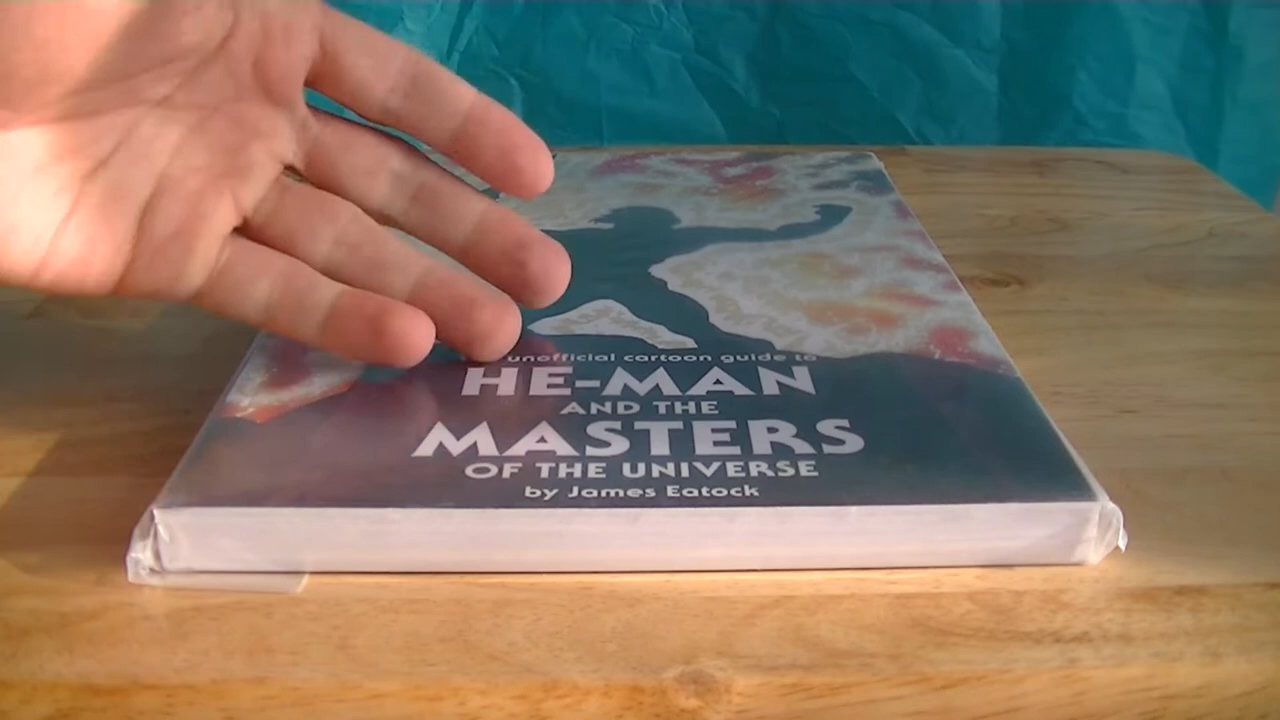 unofficial cartoon guide to
HE-MAN
AND THE
MASTERS
OF THE UNIVERSE
by James Eatock